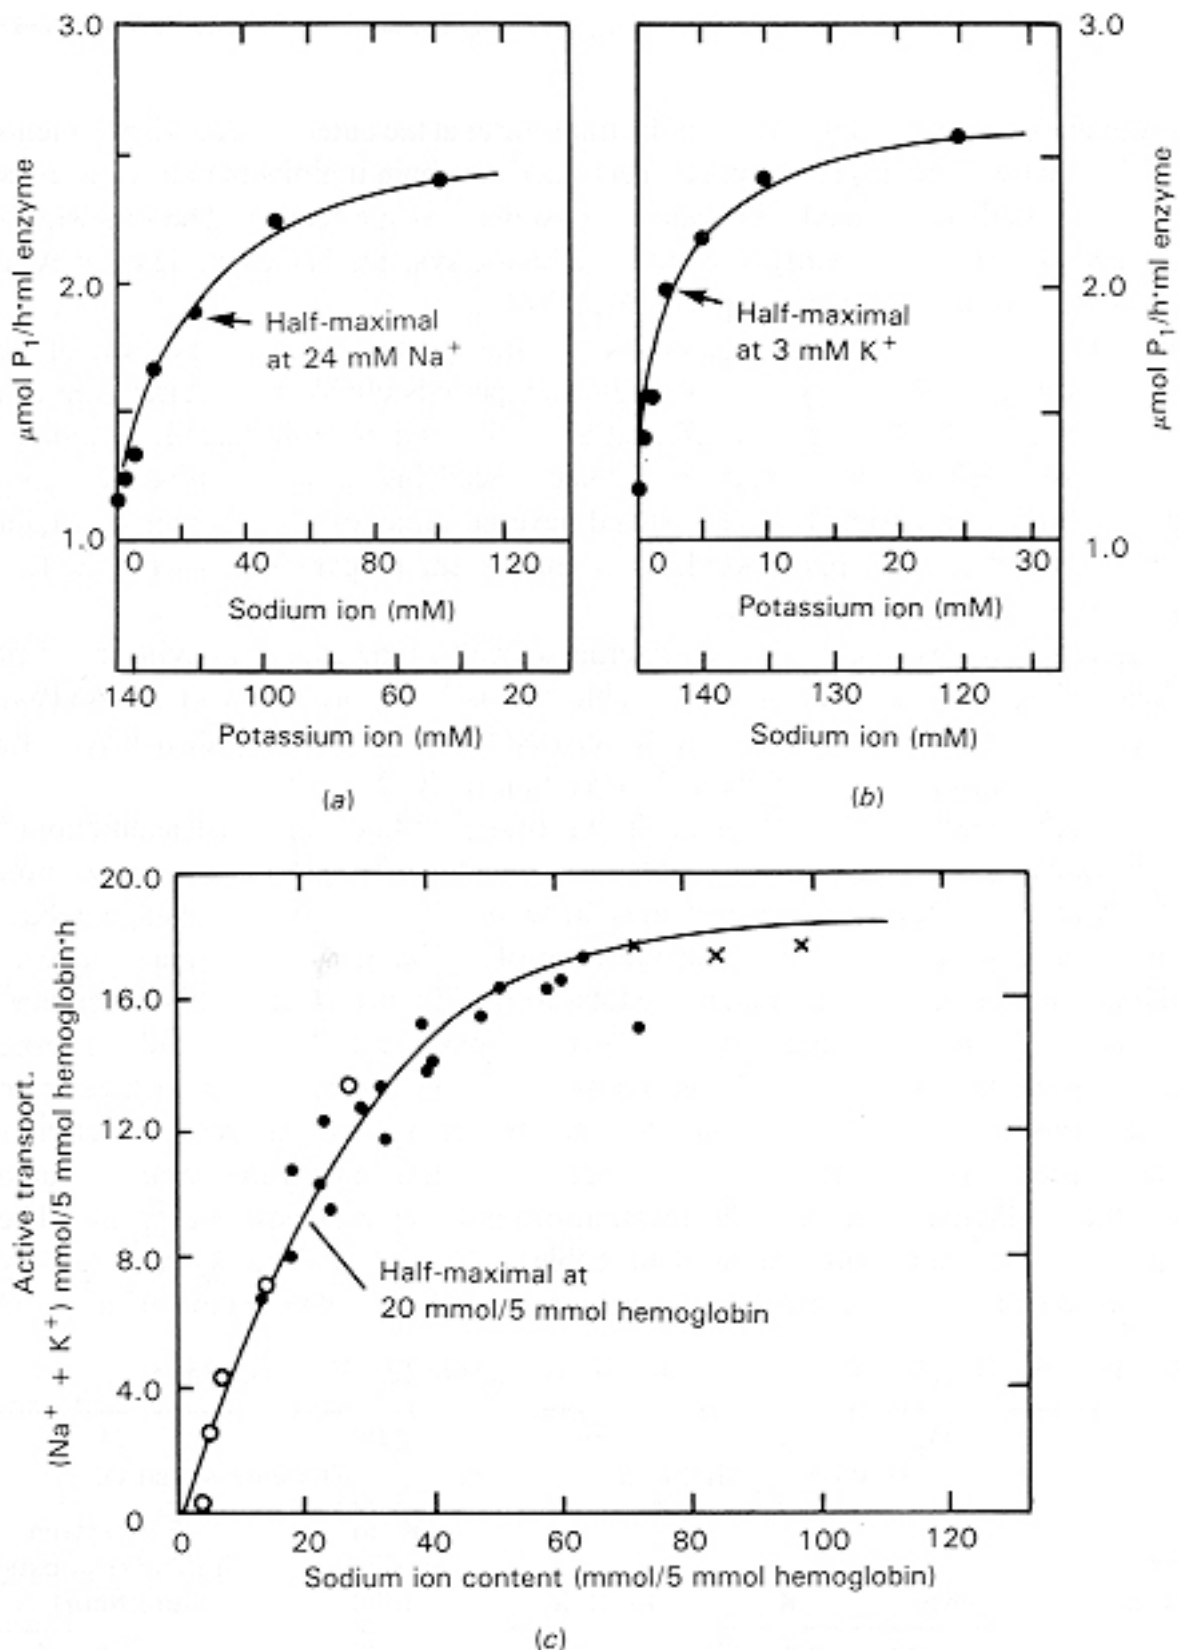 3.0
2.0
1.0
μmol P₁/h·ml enzyme
Half-maximal
at 24 mM Na⁺
0 40 80 120
Sodium ion (mM)
140 100 60 20
Potassium ion (mM)
(a)
3.0
2.0
1.0
μmol P₁/h·ml enzyme
Half-maximal
at 3 mM K⁺
0 10 20 30
Potassium ion (mM)
140 130 120
Sodium ion (mM)
(b)
20.0
16.0
12.0
8.0
4.0
0
Active transport.
(Na⁺ + K⁺) mmol/5 mmol hemoglobin·h
Half-maximal at
20 mmol/5 mmol hemoglobin
0 20 40 60 80 100 120
Sodium ion content (mmol/5 mmol hemoglobin)
(c)